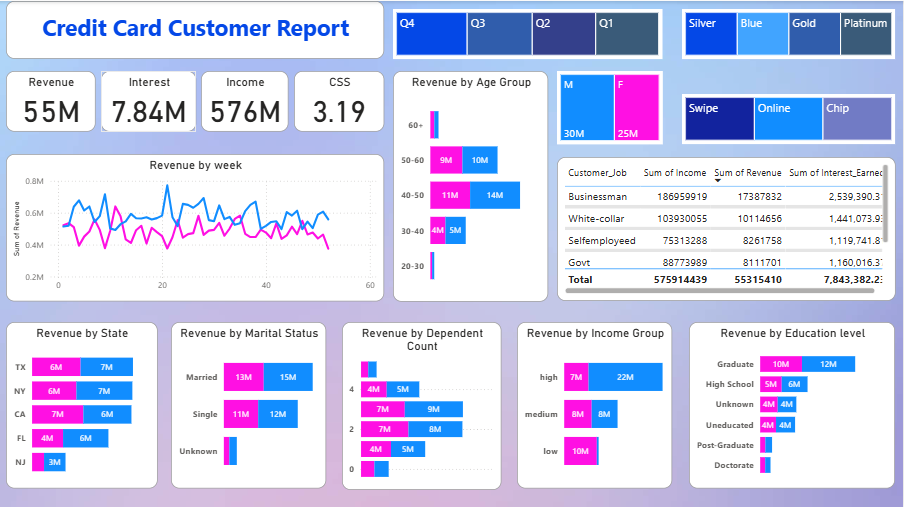 Credit Card Customer Report
Q4 Q3 Q2 Q1
Silver Blue Gold Platinum
Revenue
55M
Interest
7.84M
Income
576M
CSS
3.19
Revenue by Age Group
60+
50-60 9M 10M
40-50 11M 14M
30-40 4M 5M
20-30
M F
30M 25M
Swipe Online Chip
Revenue by week
Sum of Revenue
0.8M
0.6M
0.4M
0.2M
0 20 40 60
Customer_Job Sum of Income Sum of Revenue Sum of Interest_Earned
Businessman 186959919 17387832 2,539,390.3
White-collar 103930055 10114656 1,441,073.9
Selfemployeed 75313288 8261758 1,119,741.8
Govt 88773989 8111701 1,160,016.3
Total 575914439 55315410 7,843,382.2
Revenue by State
TX 6M 7M
NY 6M 7M
CA 7M 6M
FL 4M 6M
NJ 3M
Revenue by Marital Status
Married 13M 15M
Single 11M 12M
Unknown
Revenue by Dependent
Count
4 4M 5M
7M 9M
2 7M 8M
4M 5M
0
Revenue by Income Group
high 7M 22M
medium 8M 8M
low 10M
Revenue by Education level
Graduate 10M 12M
High School 5M 6M
Unknown 4M 4M
Uneducated 4M 4M
Post-Graduate
Doctorate